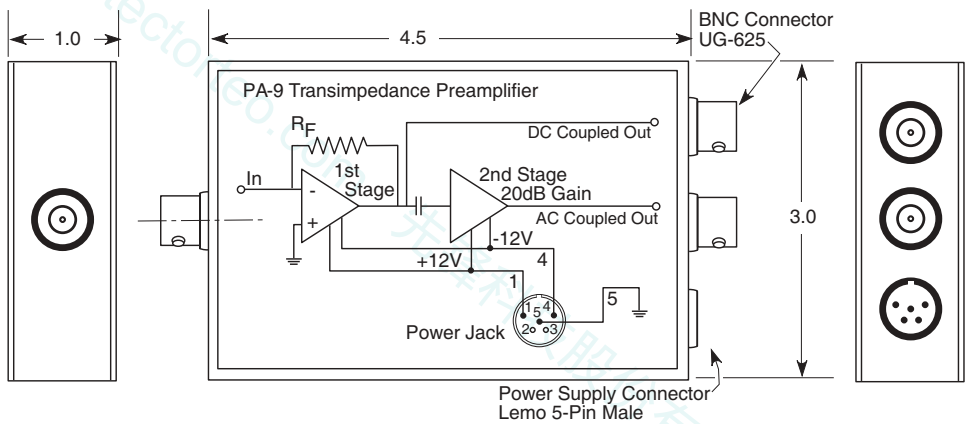 BNC Connector
UG-625
1.0
4.5
PA-9 Transimpedance Preamplifier
RF
DC Coupled Out
In
-
1st
Stage
2nd Stage
20dB Gain
+
AC Coupled Out
3.0
-12V
+12V
4
1
5
1 5 4
2 3
Power Jack
Power Supply Connector
Lemo 5-Pin Male